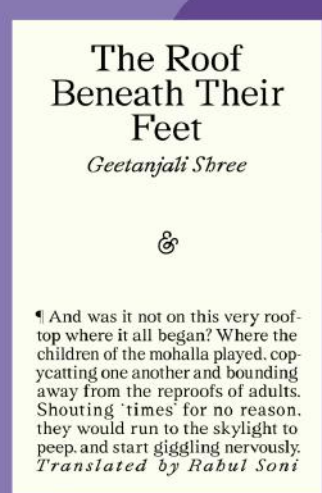 The Roof
Beneath Their
Feet
Geetanjali Shree
&
¶ And was it not on this very roof-
top where it all began? Where the
children of the mohalla played, cop-
ycatting one another and bounding
away from the reproofs of adults.
Shouting 'times' for no reason,
they would run to the skylight to
peep, and start giggling nervously.
Translated by Rahul Soni